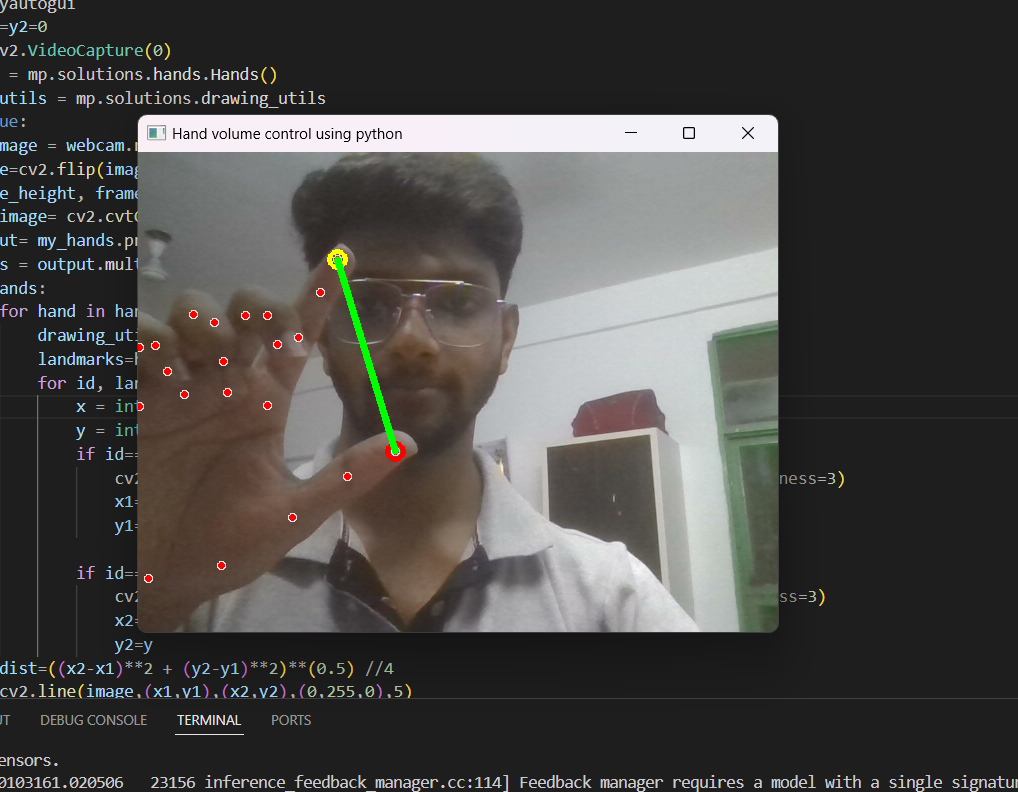 yautogui
=y2=0
v2.VideoCapture(0)
= mp.solutions.hands.Hands()
utils = mp.solutions.drawing_utils
ue:
Hand volume control using python
mage = webcam.
e=cv2.flip(imag
e_height, frame
image= cv2.cvt
ut= my_hands.pr
s = output.mult
ands:
for hand in han
drawing_uti
landmarks=
for id, lan
x = int
y = int
if id==
cv2 ness=3)
x1=
y1=
if id==
cv2 ss=3)
x2=
y2=y
dist=((x2-x1)**2 + (y2-y1)**2)**(0.5) //4
cv2.line(image,(x1,y1),(x2,y2),(0,255,0),5)
UT DEBUG CONSOLE TERMINAL PORTS
ensors.
0103161.020506 23156 inference_feedback_manager.cc:114] Feedback manager requires a model with a single signatu